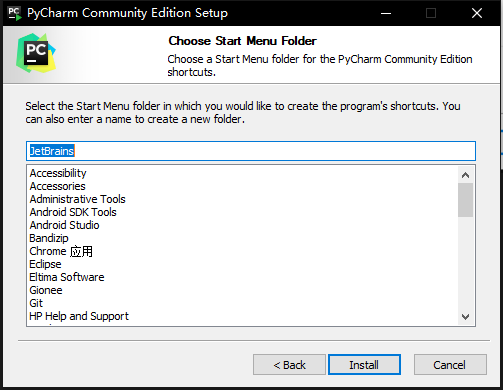 PyCharm Community Edition Setup
PC
Choose Start Menu Folder
Choose a Start Menu folder for the PyCharm Community Edition
shortcuts.
Select the Start Menu folder in which you would like to create the program's shortcuts. You
can also enter a name to create a new folder.
JetBrains
Accessibility
Accessories
Administrative Tools
Android SDK Tools
Android Studio
Bandizip
Chrome 应用
Eclipse
Eltima Software
Gionee
Git
HP Help and Support
< Back
Install
Cancel